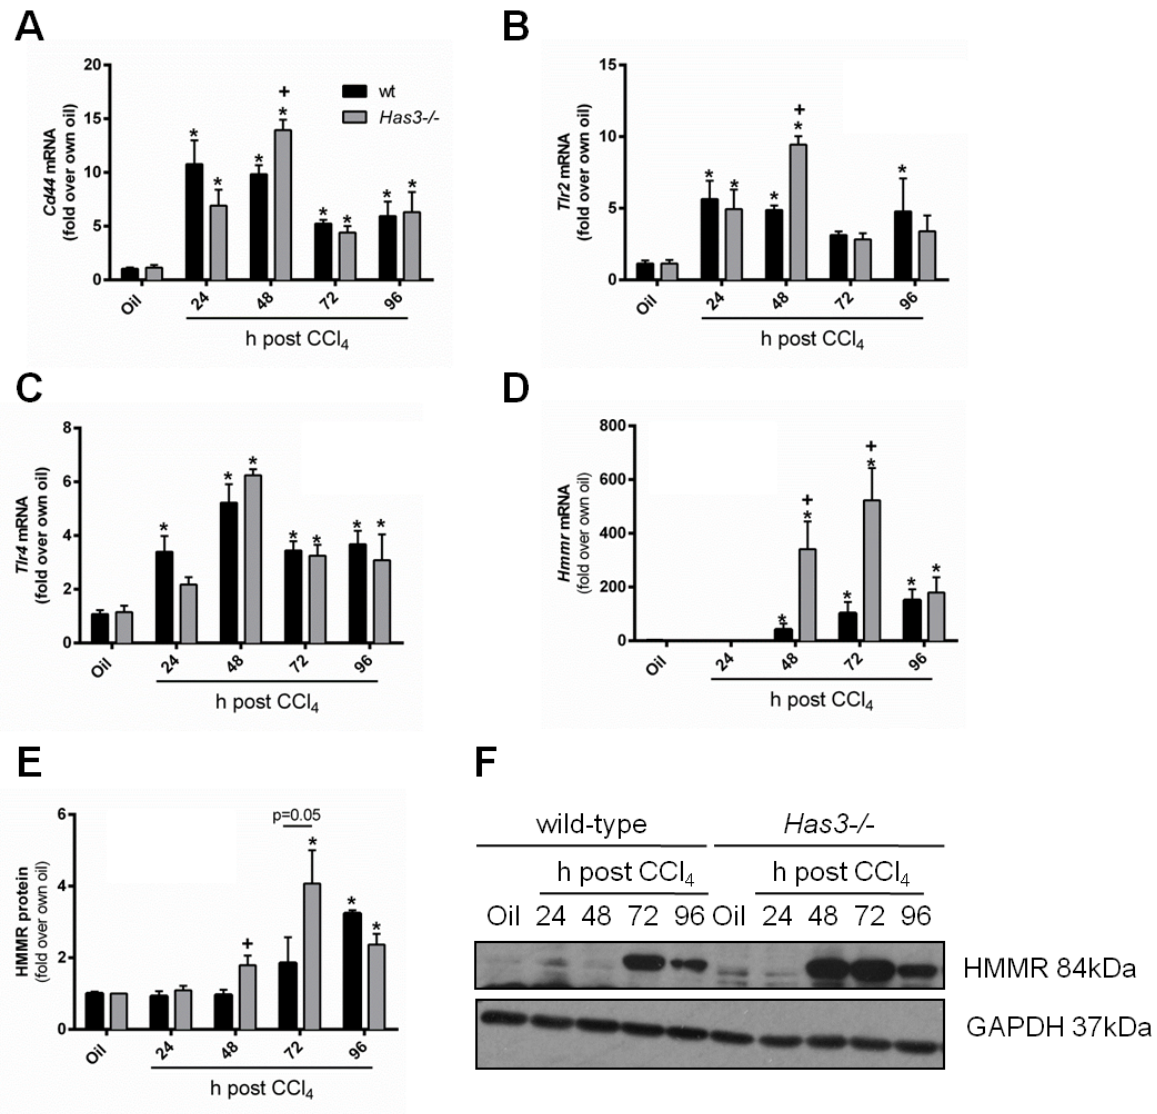 A
Cd44 mRNA
(fold over own oil)
20
15
10
5
0
wt
Has3-/-
* * * + * * * * *
Oil 24 48 72 96
h post CCl4
B
Tlr2 mRNA
(fold over own oil)
15
10
5
0
* * * + * *
Oil 24 48 72 96
h post CCl4
C
Tlr4 mRNA
(fold over own oil)
8
6
4
2
0
* * * * * * *
Oil 24 48 72 96
h post CCl4
D
Hmmr mRNA
(fold over own oil)
800
600
400
200
0
* + * * + * * *
Oil 24 48 72 96
h post CCl4
E
HMMR protein
(fold over own oil)
6
4
2
0
p=0.05
+ * * *
Oil 24 48 72 96
h post CCl4
F
wild-type Has3-/-
h post CCl4 h post CCl4
Oil 24 48 72 96 Oil 24 48 72 96
HMMR 84kDa
GAPDH 37kDa